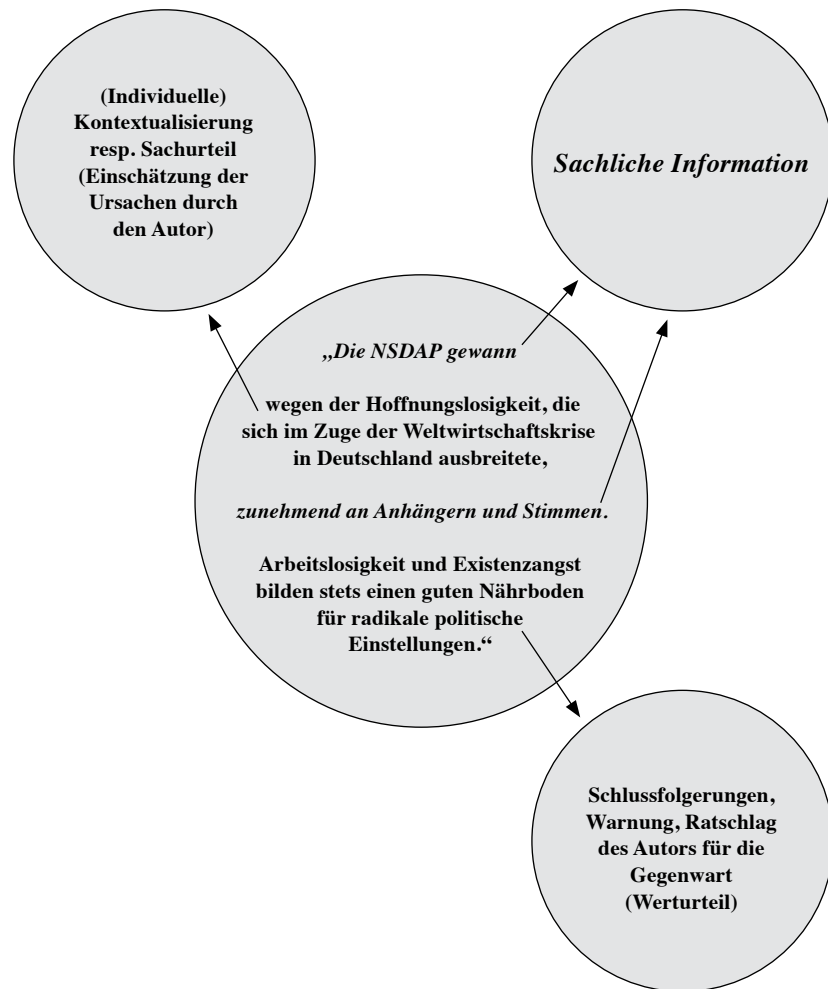 (Individuelle)
Kontextualisierung
resp. Sachurteil
(Einschätzung der
Ursachen durch
den Autor)
Sachliche Information
„Die NSDAP gewann
wegen der Hoffnungslosigkeit, die
sich im Zuge der Weltwirtschaftskrise
in Deutschland ausbreitete,
zunehmend an Anhängern und Stimmen.
Arbeitslosigkeit und Existenzangst
bilden stets einen guten Nährboden
für radikale politische
Einstellungen.“
Schlussfolgerungen,
Warnung, Ratschlag
des Autors für die
Gegenwart
(Werturteil)